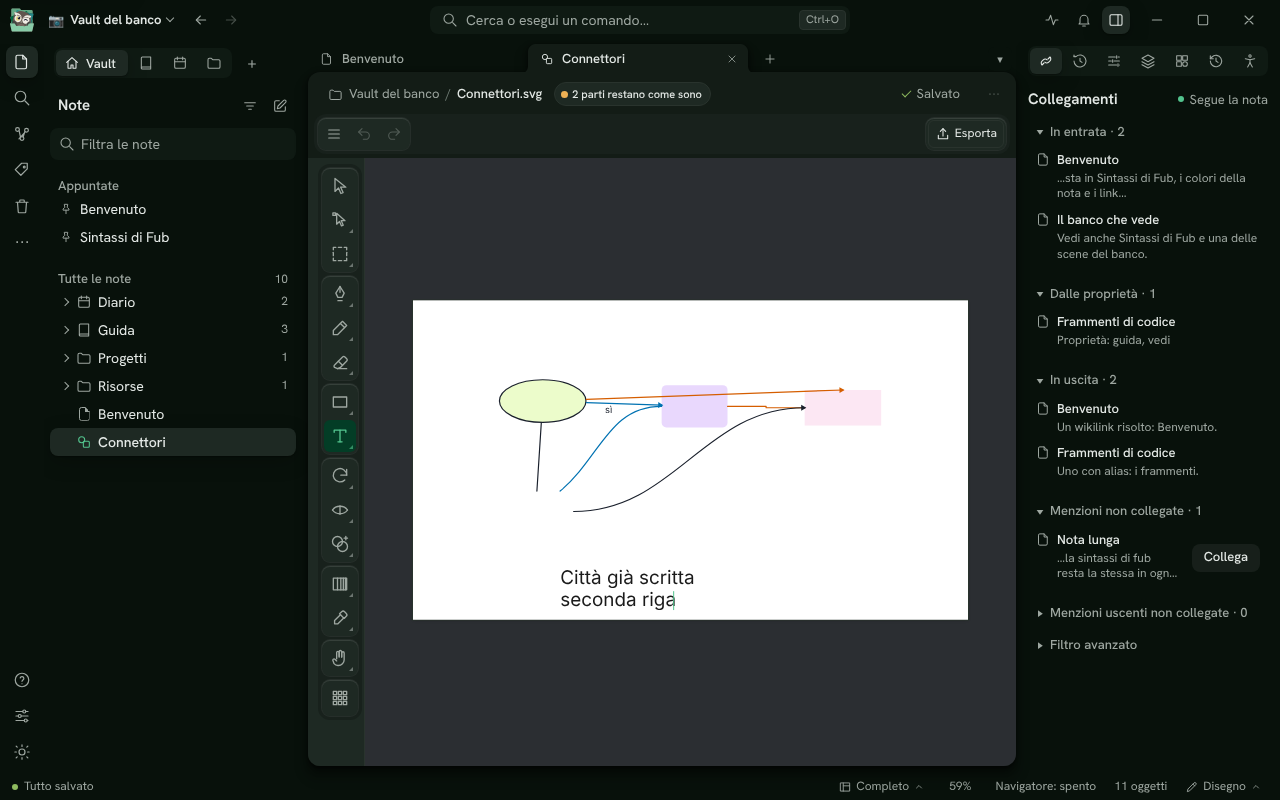 Vault del banco
Cerca o esegui un comando...
Ctrl+O
Vault
Benvenuto
Connettori
Note
Filtra le note
Appuntate
Benvenuto
Sintassi di Fub
Tutte le note
10
Diario
2
Guida
3
Progetti
1
Risorse
1
Benvenuto
Connettori
Vault del banco / Connettori.svg
2 parti restano come sono
Salvato
Esporta
sì
Città già scritta
seconda riga
Collegamenti
Segue la nota
In entrata · 2
Benvenuto
...sta in Sintassi di Fub, i colori della
nota e i link...
Il banco che vede
Vedi anche Sintassi di Fub e una delle
scene del banco.
Dalle proprietà · 1
Frammenti di codice
Proprietà: guida, vedi
In uscita · 2
Benvenuto
Un wikilink risolto: Benvenuto.
Frammenti di codice
Uno con alias: i frammenti.
Menzioni non collegate · 1
Nota lunga
...la sintassi di fub
resta la stessa in ogn...
Collega
Menzioni uscenti non collegate · 0
Filtro avanzato
Tutto salvato
Completo
59%
Navigatore: spento
11 oggetti
Disegno